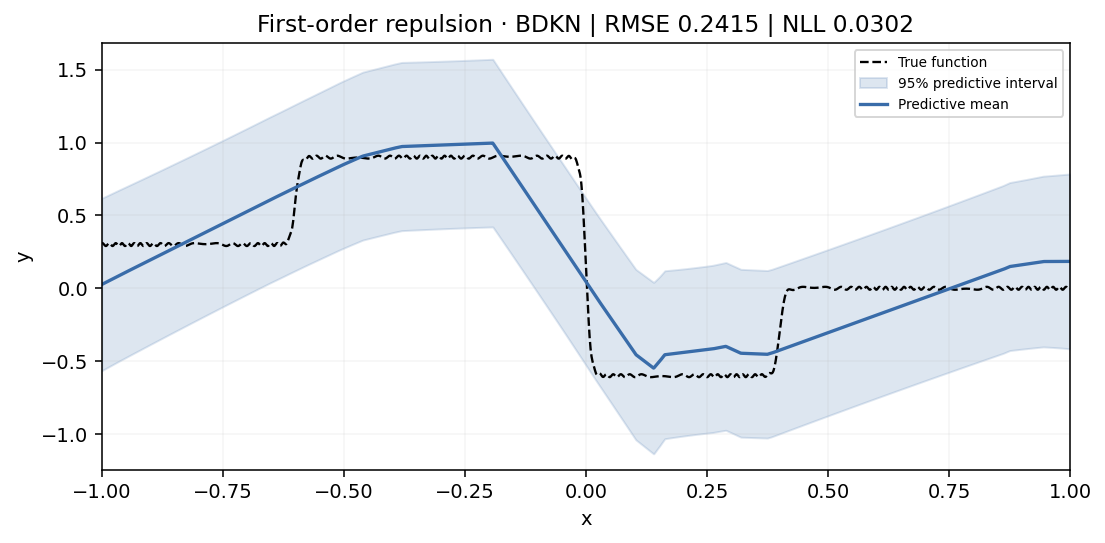 First-order repulsion · BDKN | RMSE 0.2415 | NLL 0.0302
True function
95% predictive interval
Predictive mean
y
1.5
1.0
0.5
0.0
−0.5
−1.0
−1.00 −0.75 −0.50 −0.25 0.00 0.25 0.50 0.75 1.00
x